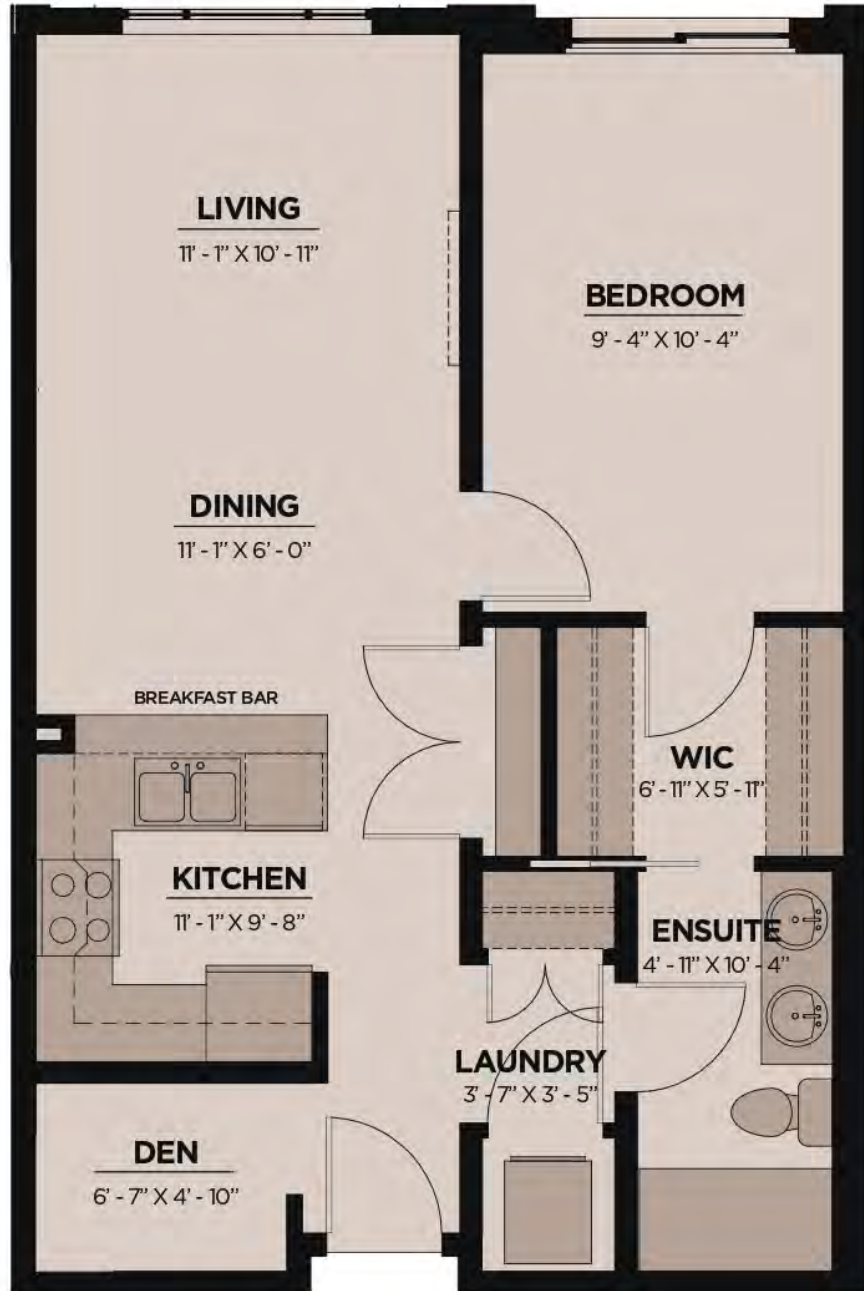 LIVING
11' - 1" X 10' - 11"
BEDROOM
9' - 4" X 10' - 4"
DINING
11' - 1" X 6' - 0"
BREAKFAST BAR
WIC
6' - 11" X 5' - 11"
KITCHEN
11' - 1" X 9' - 8"
ENSUITE
4' - 11" X 10' - 4"
LAUNDRY
3' - 7" X 3' - 5"
DEN
6' - 7" X 4' - 10"